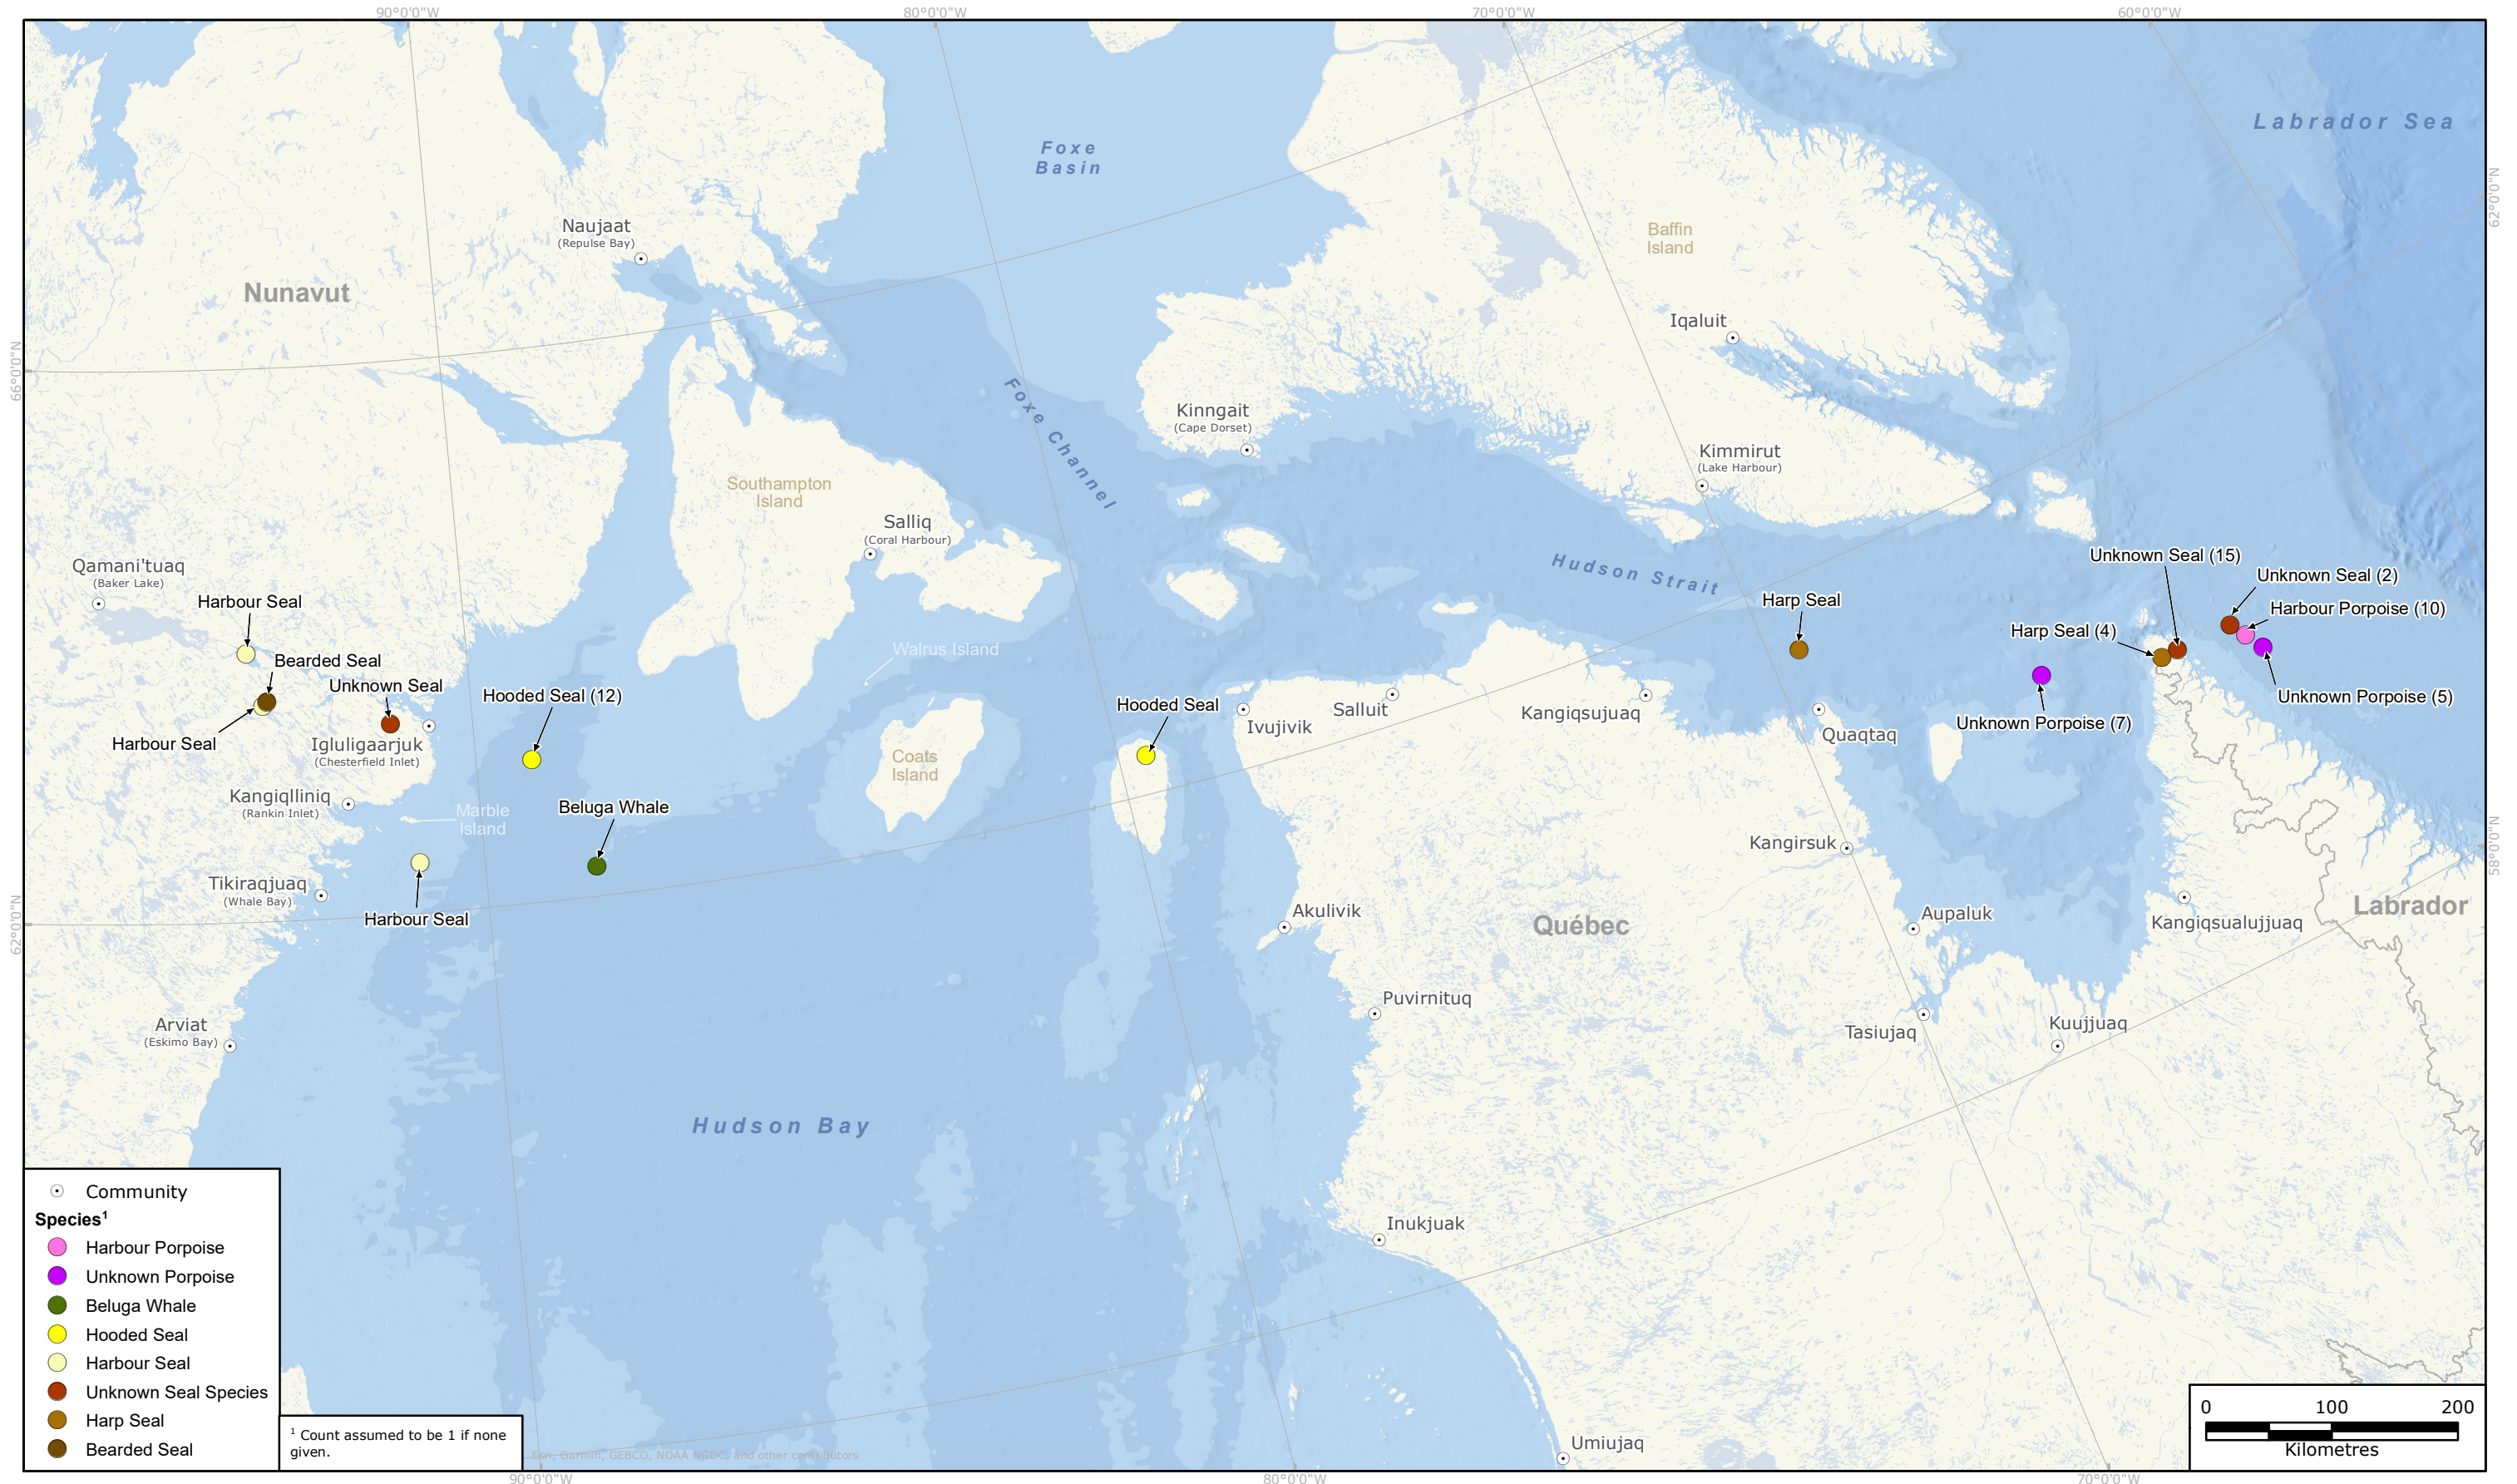 90°0'0"W
80°0'0"W
70°0'0"W
60°0'0"W
Labrador Sea
Foxe
Basin
62°0'0"N
Naujaat
(Repulse Bay)
Baffin
Island
Nunavut
Iqaluit
66°0'0"N
Foxe Channel
Kinngait
(Cape Dorset)
Kimmirut
(Lake Harbour)
Southampton
Island
Salliq
(Coral Harbour)
Hudson Strait
Unknown Seal (15)
Qamani'tuaq
(Baker Lake)
Unknown Seal (2)
Harbour Seal
Harp Seal
Harbour Porpoise (10)
Harp Seal (4)
Walrus Island
Bearded Seal
Unknown Seal
Hooded Seal (12)
Hooded Seal
Unknown Porpoise (5)
Salluit
Kangiqsujuaq
Unknown Porpoise (7)
Ivujivik
Quaqtaq
Harbour Seal
Igluligaarjuk
(Chesterfield Inlet)
Coats
Island
Kangiqlliniq
(Rankin Inlet)
Marble
Island
Beluga Whale
Kangirsuk
58°0'0"N
Tikiraqjuaq
(Whale Bay)
Harbour Seal
62°0'0"N
Akulivik
Québec
Aupaluk
Labrador
Kangiqsualujjuaq
Puvirnituq
Arviat
(Eskimo Bay)
Tasiujaq
Kuujjuaq
Hudson Bay
Inukjuak
Umiujaq
Community
Species1
Harbour Porpoise
Unknown Porpoise
Beluga Whale
Hooded Seal
Harbour Seal
Unknown Seal Species
Harp Seal
Bearded Seal
1 Count assumed to be 1 if none
given.
Esri, Garmin, GEBCO, NOAA NGDC, and other contributors
0 100 200
Kilometres
90°0'0"W
80°0'0"W
70°0'0"W